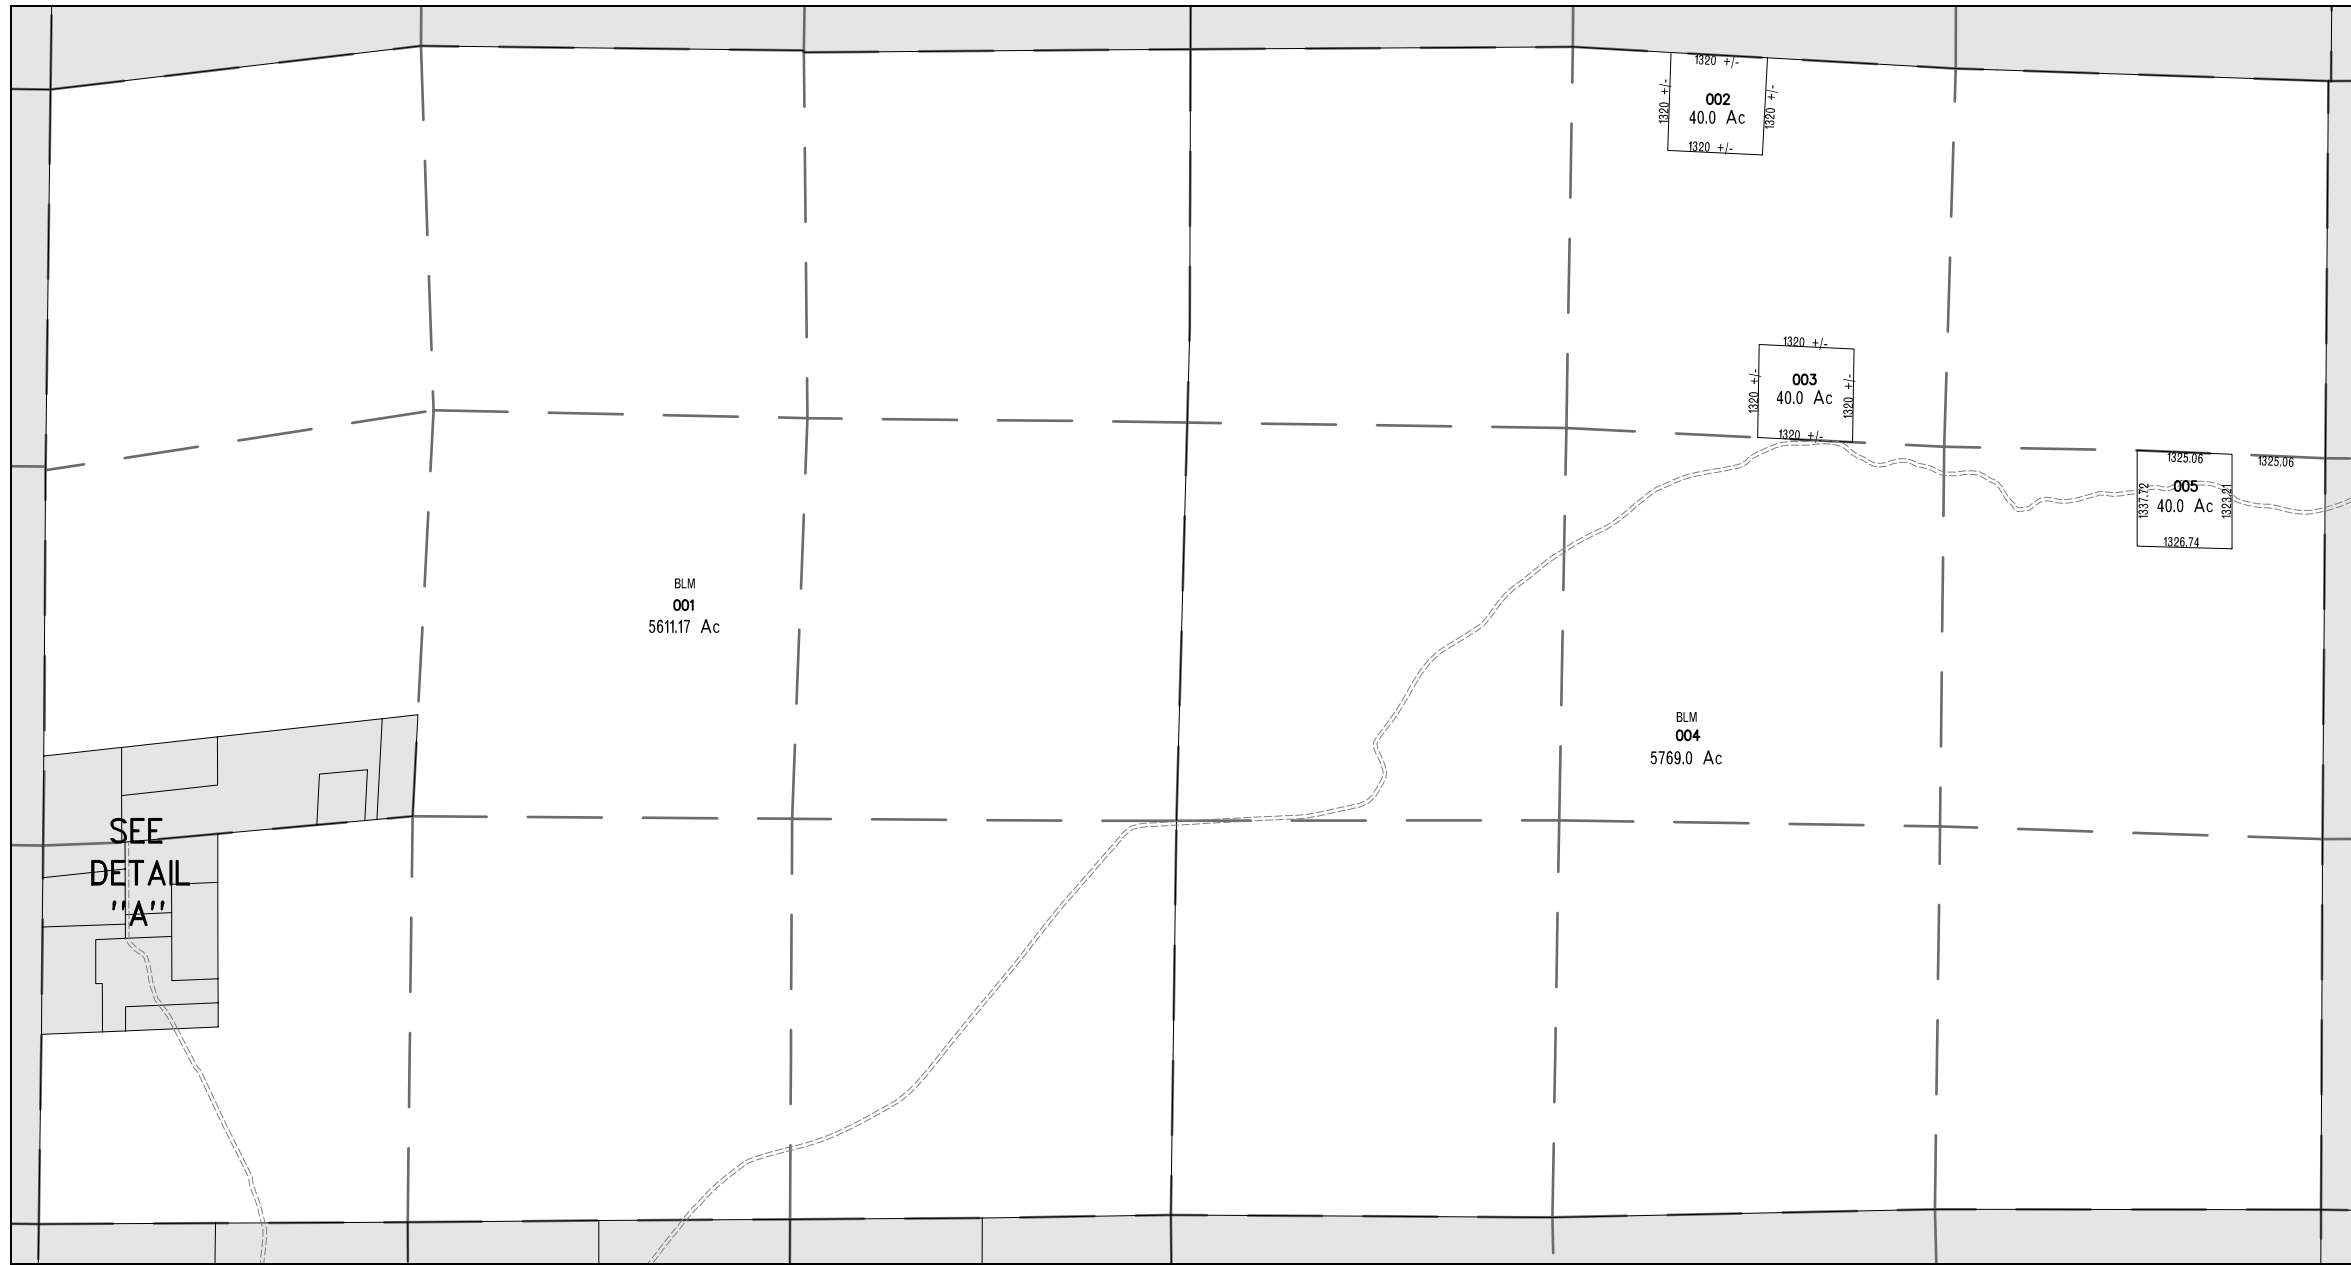 1320 +/-
1320 +/-
1320 +/-
002
40.0 Ac
1320 +/-
1320 +/-
1320 +/-
1320 +/-
003
40.0 Ac
1320 +/-
1325.06
1325.06
1337.72
005
1323.21
40.0 Ac
1326.74
BLM
001
5611.17 Ac
BLM
004
5769.0 Ac
SEE
DETAIL
"A"